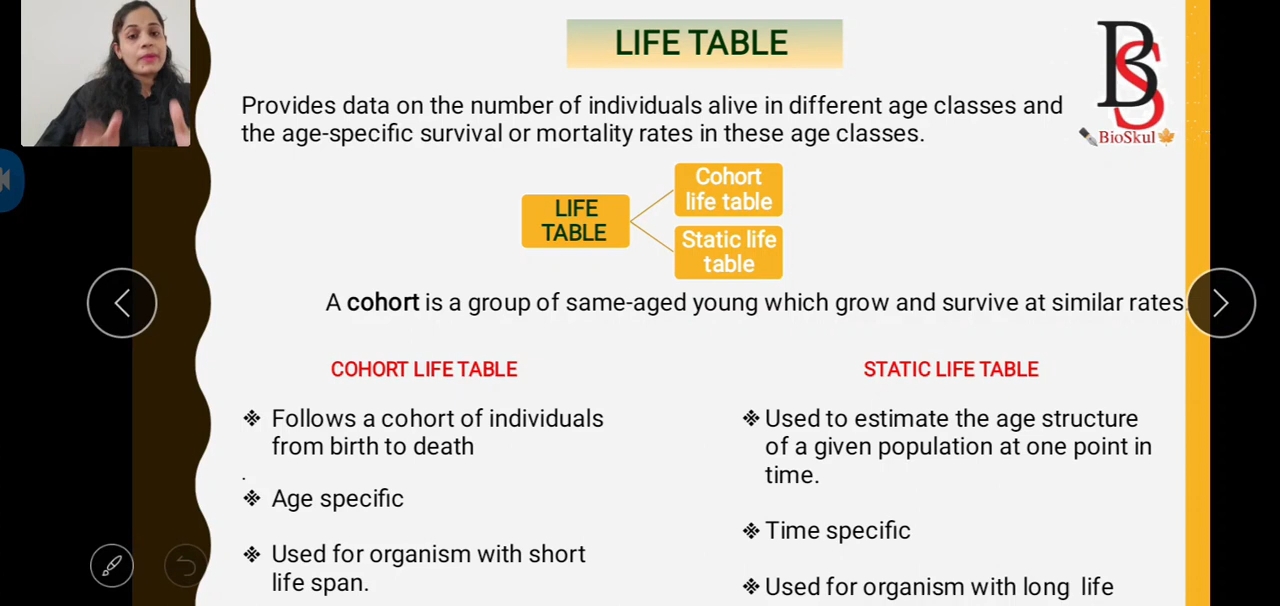 LIFE TABLE
BS
BioSkul
Provides data on the number of individuals alive in different age classes and
the age-specific survival or mortality rates in these age classes.
LIFE
TABLE
Cohort
life table
Static life
table
A cohort is a group of same-aged young which grow and survive at similar rates
COHORT LIFE TABLE
❖ Follows a cohort of individuals
from birth to death
.
❖ Age specific
❖ Used for organism with short
life span.
STATIC LIFE TABLE
❖ Used to estimate the age structure
of a given population at one point in
time.
❖ Time specific
❖ Used for organism with long life